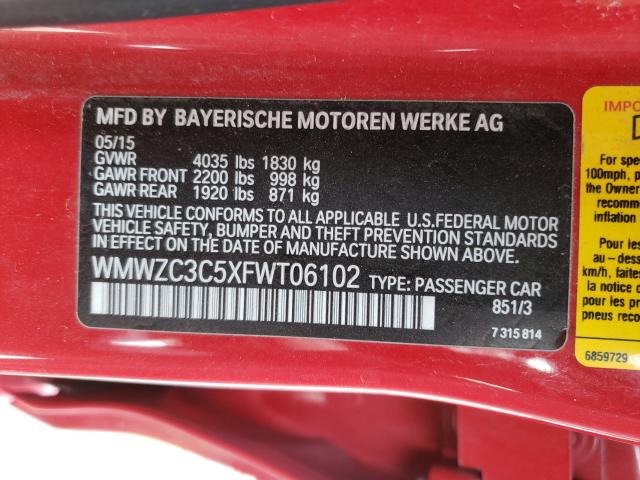 MFD BY BAYERISCHE MOTOREN WERKE AG
05/15
GVWR 4035 lbs 1830 kg
GAWR FRONT 2200 lbs 998 kg
GAWR REAR 1920 lbs 871 kg
THIS VEHICLE CONFORMS TO ALL APPLICABLE U.S.FEDERAL MOTOR
VEHICLE SAFETY, BUMPER AND THEFT PREVENTION STANDARDS
IN EFFECT ON THE DATE OF MANUFACTURE SHOWN ABOVE.
WMWZC3C5XFWT06102 TYPE: PASSENGER CAR
851/3
7 315 814
For spe
100mph, p
the Owner
recomme
inflation
Pour les
au-dess
km/h, faites
la notice d
pour les pr
pneus reco
6859729